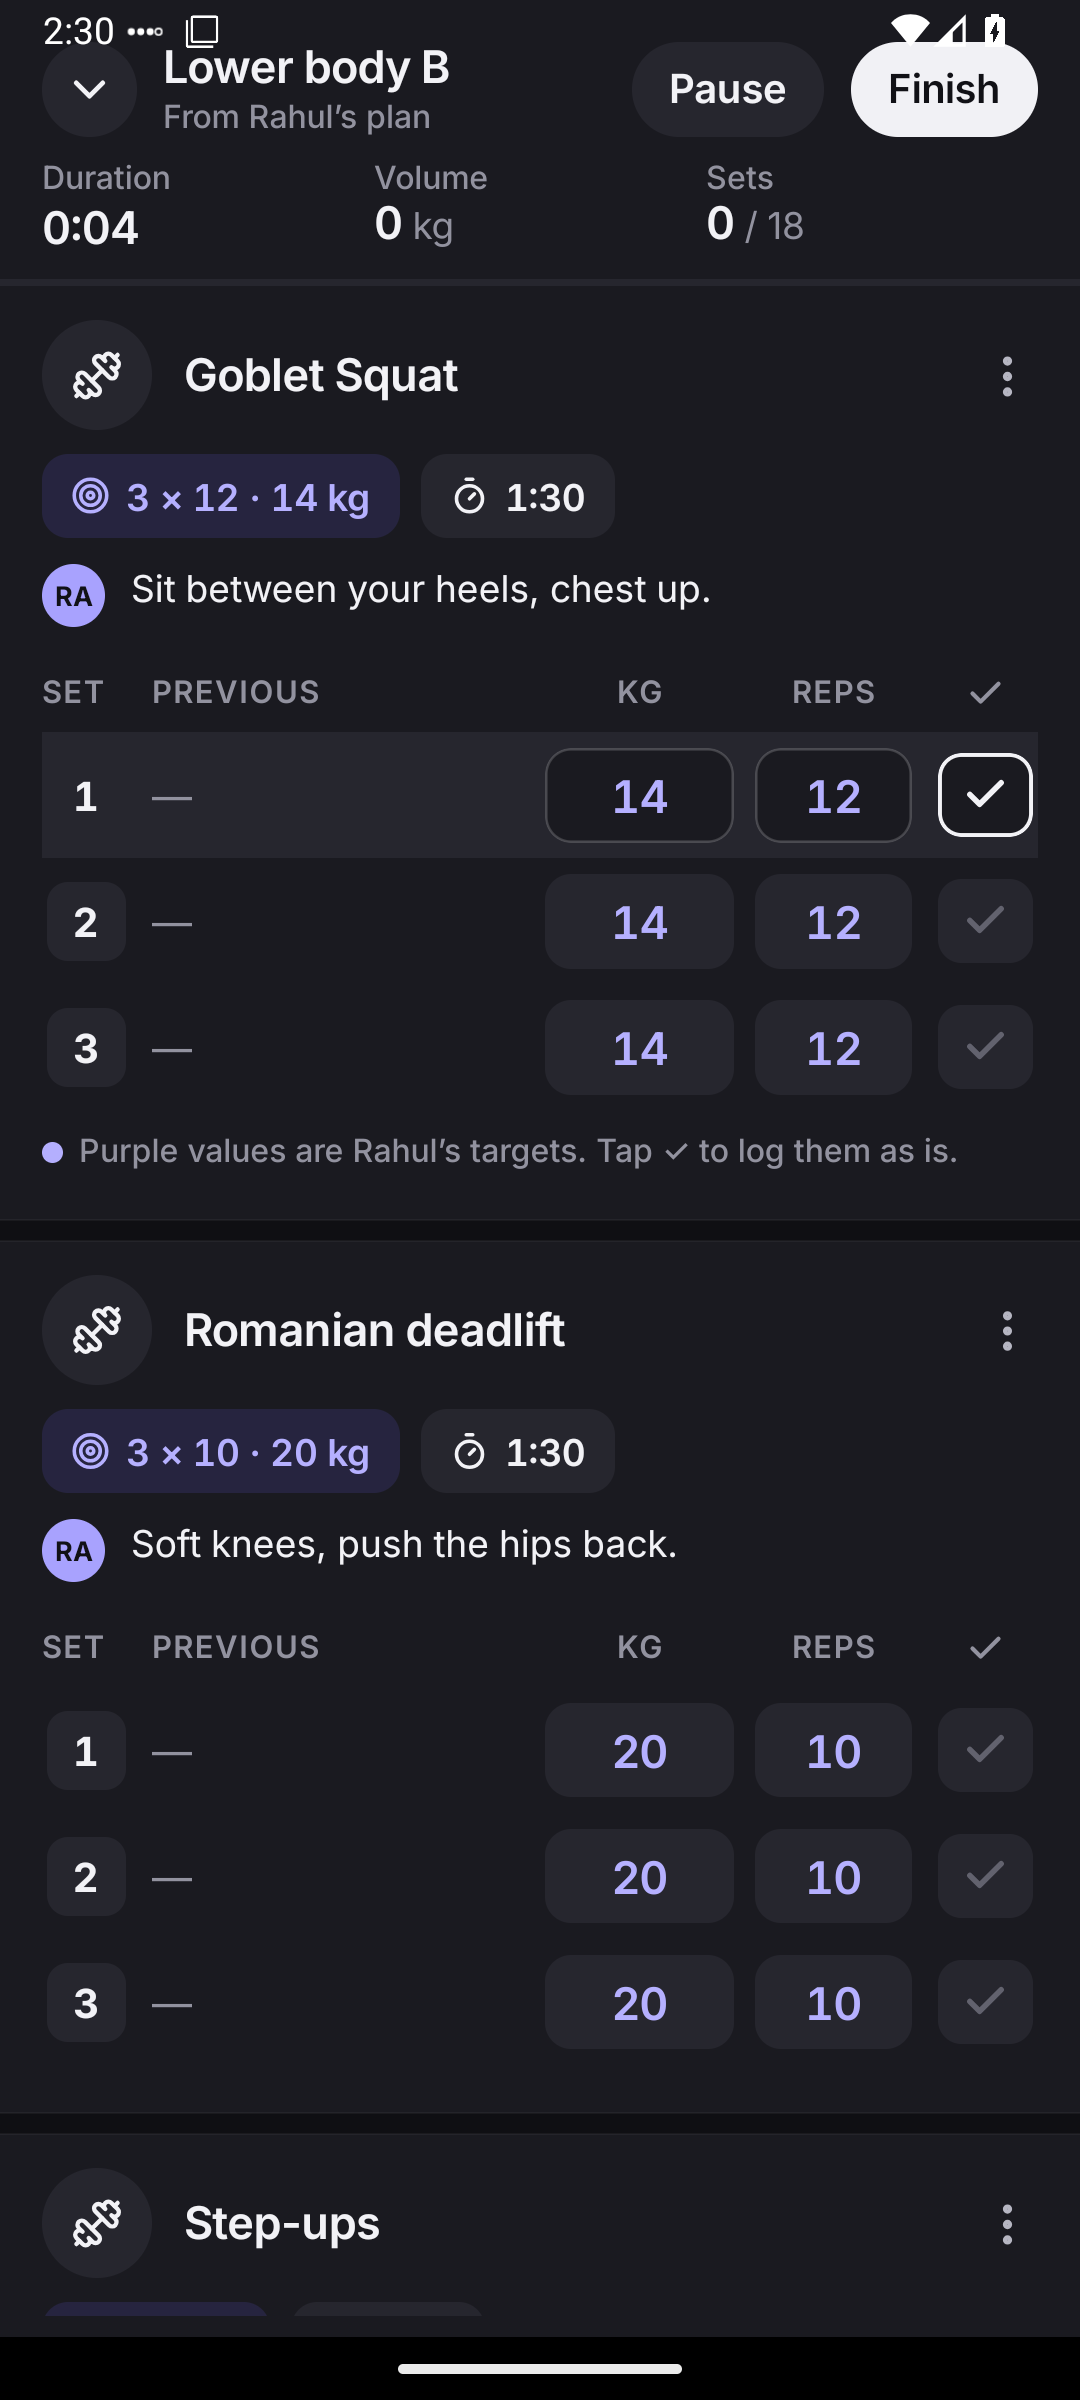 2:30
Lower body B
From Rahul’s plan
Pause
Finish
Duration
Volume
Sets
0:04
0 kg
0 / 18
Goblet Squat
3 × 12 · 14 kg
1:30
RA
Sit between your heels, chest up.
SET PREVIOUS KG REPS ✓
1 — 14 12 ✓
2 — 14 12 ✓
3 — 14 12 ✓
Purple values are Rahul’s targets. Tap ✓ to log them as is.
Romanian deadlift
3 × 10 · 20 kg
1:30
RA
Soft knees, push the hips back.
SET PREVIOUS KG REPS ✓
1 — 20 10 ✓
2 — 20 10 ✓
3 — 20 10 ✓
Step-ups